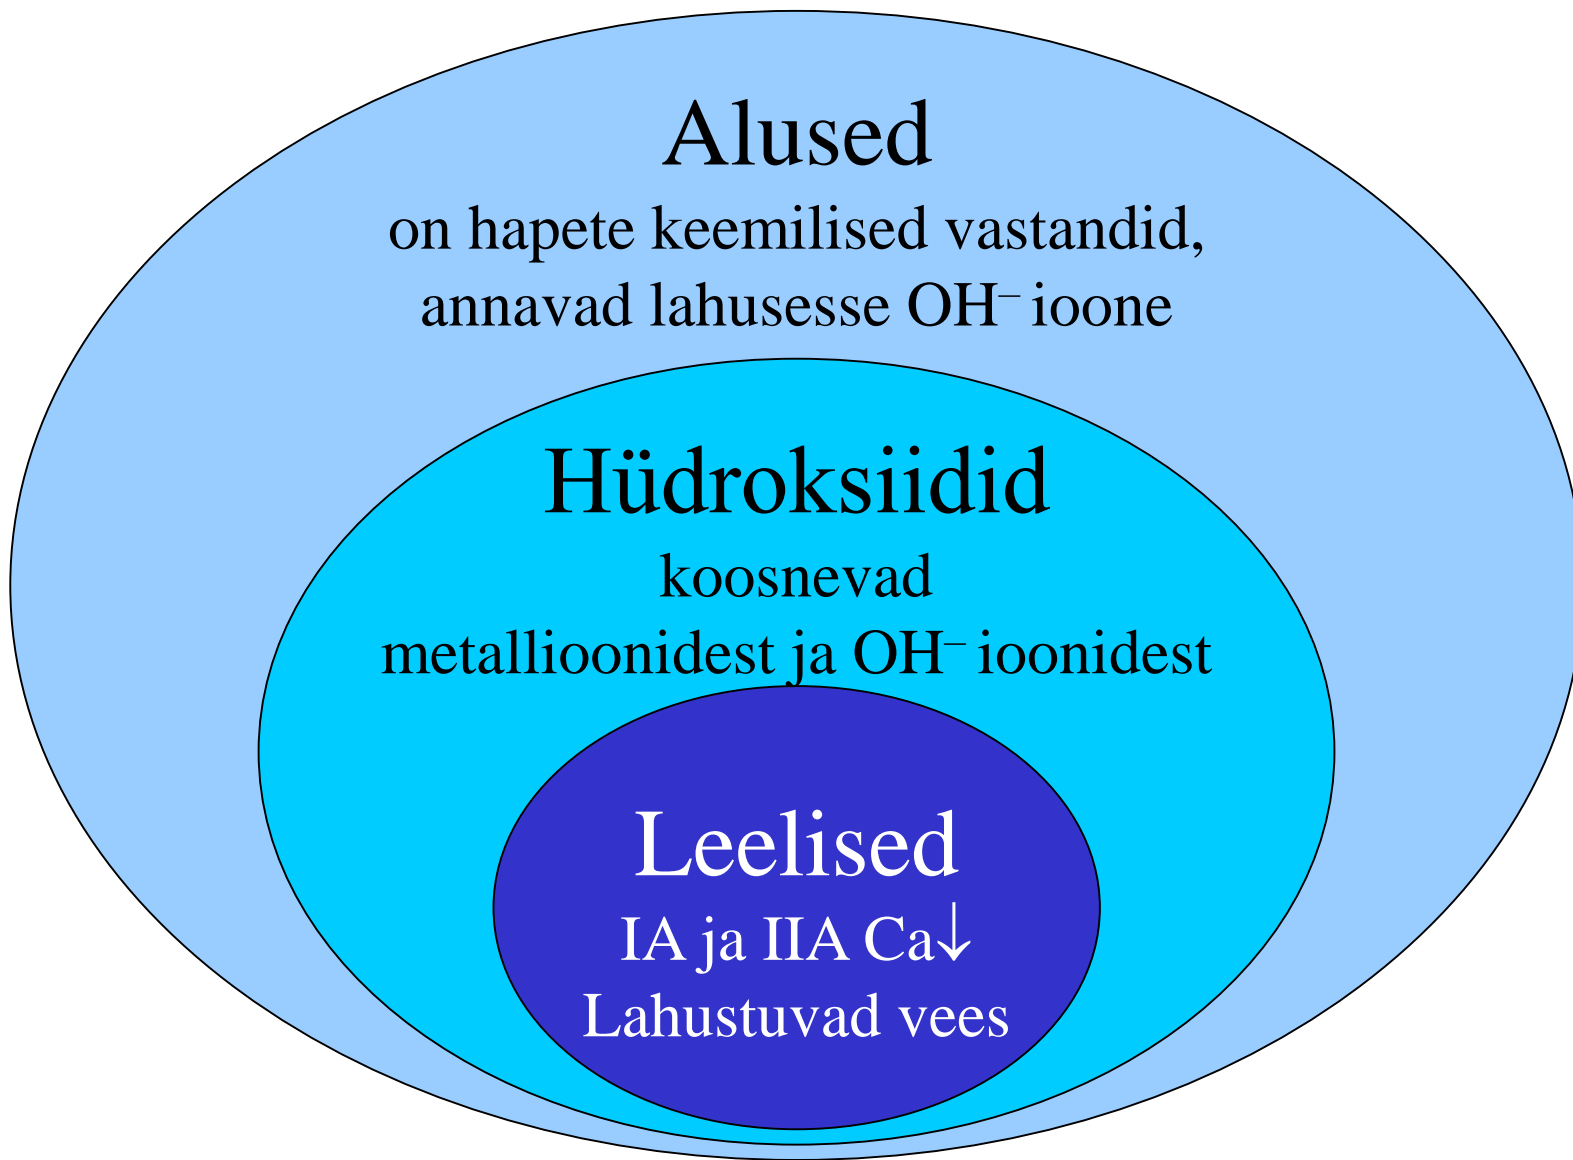 Alused
on hapete keemilised vastandid,
annavad lahusesse OH⁻ ioone
Hüdroksiidid
koosnevad
metallioonidest ja OH⁻ ioonidest
Leelised
IA ja IIA Ca↓
Lahustuvad vees